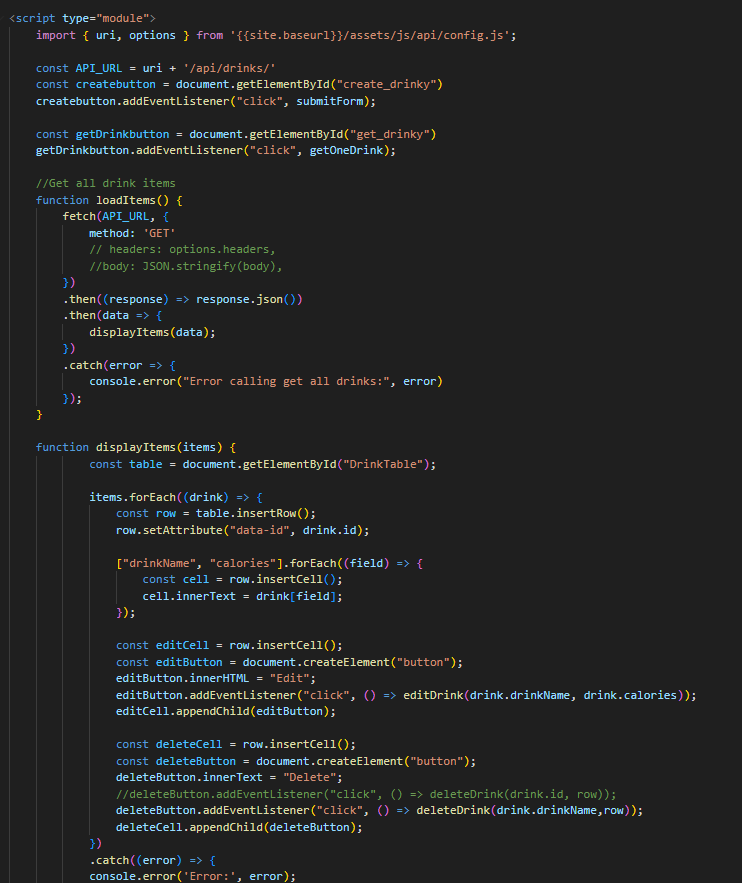 <script type="module">
import { uri, options } from '{{site.baseurl}}/assets/js/api/config.js';
const API_URL = uri + '/api/drinks/'
const createbutton = document.getElementById("create_drinky")
createbutton.addEventListener("click", submitForm);
const getDrinkbutton = document.getElementById("get_drinky")
getDrinkbutton.addEventListener("click", getOneDrink);
//Get all drink items
function loadItems() {
fetch(API_URL, {
method: 'GET'
// headers: options.headers,
//body: JSON.stringify(body),
})
.then((response) => response.json())
.then(data => {
displayItems(data);
})
.catch(error => {
console.error("Error calling get all drinks:", error)
});
}
function displayItems(items) {
const table = document.getElementById("DrinkTable");
items.forEach((drink) => {
const row = table.insertRow();
row.setAttribute("data-id", drink.id);
["drinkName", "calories"].forEach((field) => {
const cell = row.insertCell();
cell.innerText = drink[field];
});
const editCell = row.insertCell();
const editButton = document.createElement("button");
editButton.innerHTML = "Edit";
editButton.addEventListener("click", () => editDrink(drink.drinkName, drink.calories));
editCell.appendChild(editButton);
const deleteCell = row.insertCell();
const deleteButton = document.createElement("button");
deleteButton.innerText = "Delete";
//deleteButton.addEventListener("click", () => deleteDrink(drink.id, row));
deleteButton.addEventListener("click", () => deleteDrink(drink.drinkName,row));
deleteCell.appendChild(deleteButton);
})
.catch((error) => {
console.error('Error:', error);